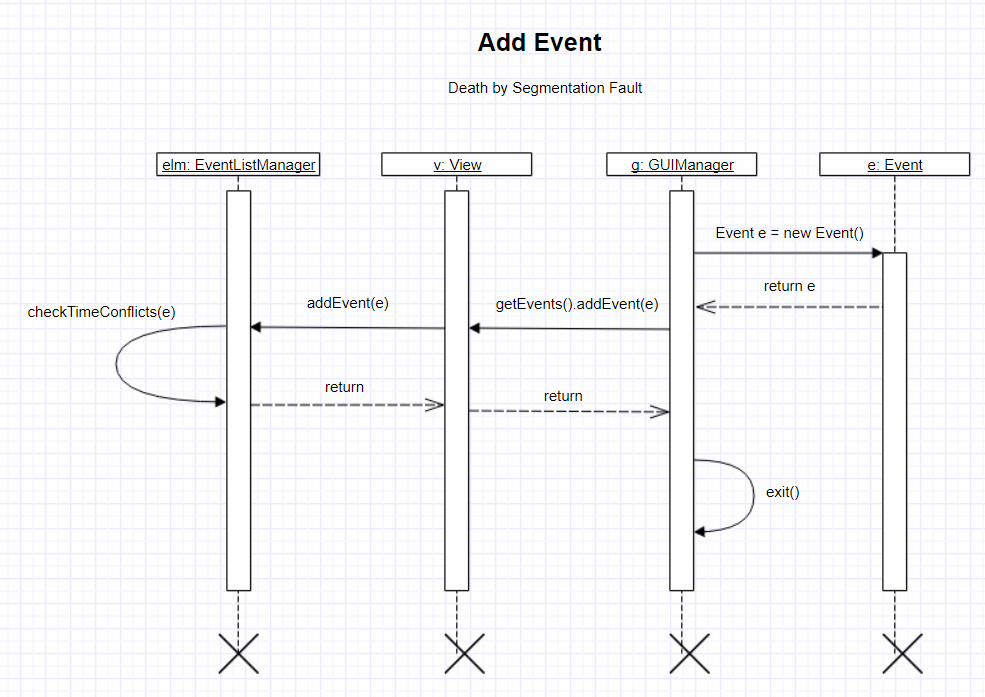 Add Event
Death by Segmentation Fault
elm: EventListManager
v: View
g: GUIManager
e: Event
Event e = new Event()
return e
getEvents().addEvent(e)
addEvent(e)
checkTimeConflicts(e)
return
return
exit()